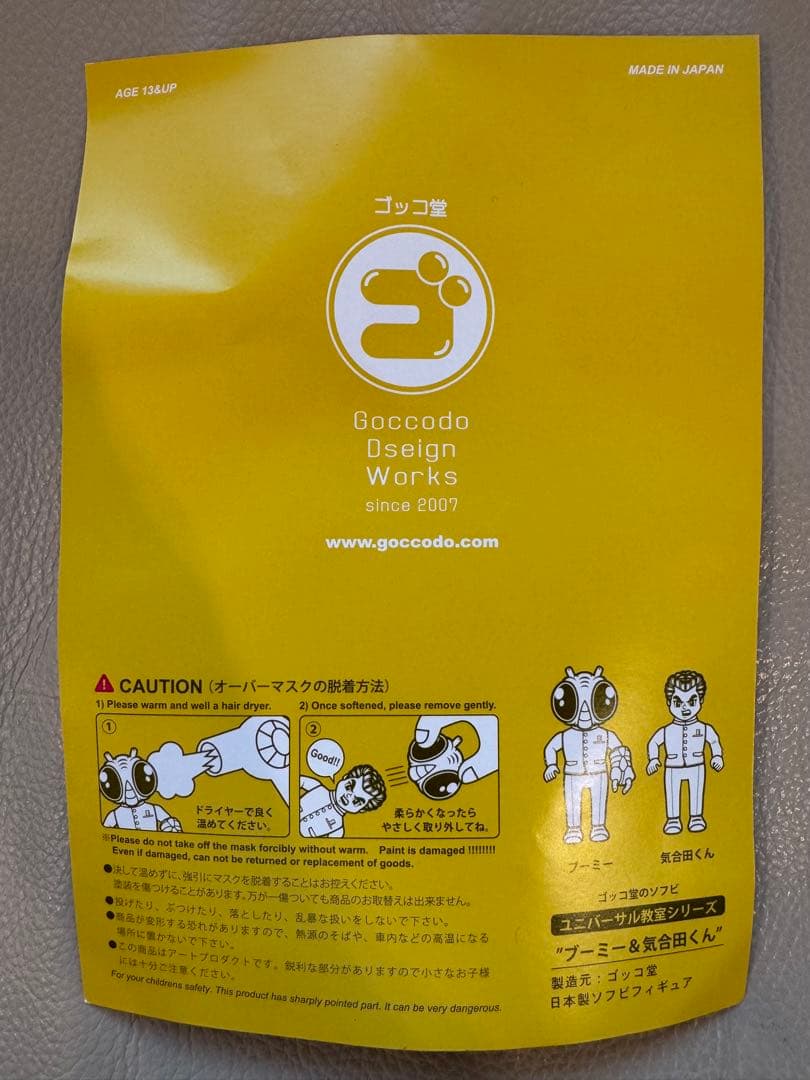 AGE 13&UP
MADE IN JAPAN
ゴッコ堂
ゴ
Goccodo
Dseign
Works
since 2007
www.goccodo.com
CAUTION (オーバーマスクの脱着方法)
1) Please warm and well a hair dryer.
2) Once softened, please remove gently.
①
ドライヤーで良く
温めてください。
②
Good!!
柔らかくなったら
やさしく取り外してね。
※Please do not take off the mask forcibly without warm. Paint is damaged !!!!!!!!
Even if damaged, can not be returned or replacement of goods.
●決して温めずに、強引にマスクを脱着することはお控えください。
塗装を傷つけることがあります。万が一傷ついても商品のお取替えは出来ません。
●投げたり、ぶつけたり、落としたり、乱暴な扱いをしないで下さい。
●商品が変形する恐れがありますので、熱源のそばや、車内などの高温になる
場所に置かないで下さい。
●この商品はアートプロダクトです。鋭利な部分がありますので小さなお子様
には十分ご注意ください。
For your childrens safety. This product has sharply pointed part. It can be very dangerous.
ブーミー
気合田くん
ゴッコ堂のソフビ
ユニバーサル教室シリーズ
"ブーミー&気合田くん"
製造元：ゴッコ堂
日本製ソフビフィギュア